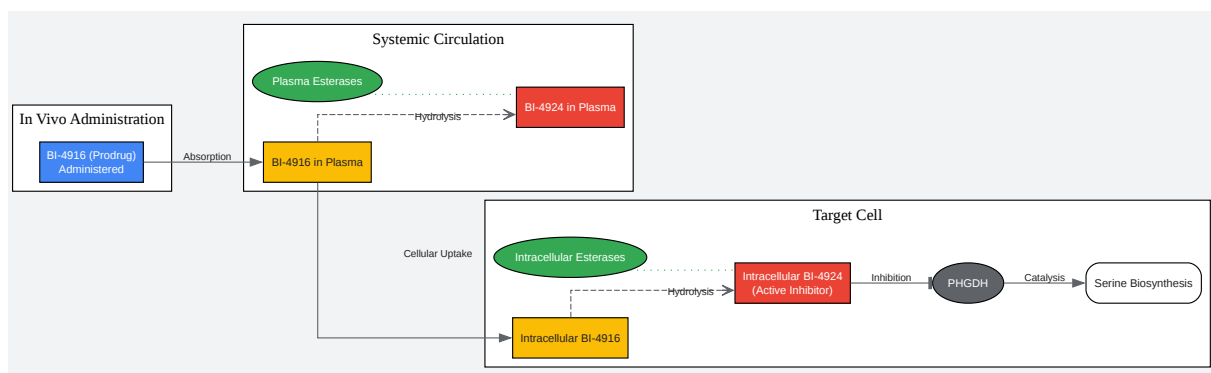 In Vivo Administration
BI-4916 (Prodrug)
Administered
Absorption
Systemic Circulation
Plasma Esterases
BI-4924 in Plasma
Hydrolysis
BI-4916 in Plasma
Cellular Uptake
Target Cell
Intracellular Esterases
Intracellular BI-4924
(Active Inhibitor)
Hydrolysis
Intracellular BI-4916
Inhibition
PHGDH
Catalysis
Serine Biosynthesis